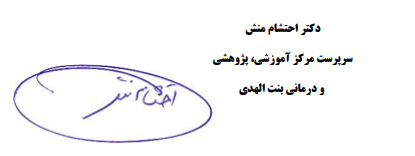 دکتر احتشام منش
سرپرست مرکز آموزشی، پژوهشی
و درمانی بنت الهدی